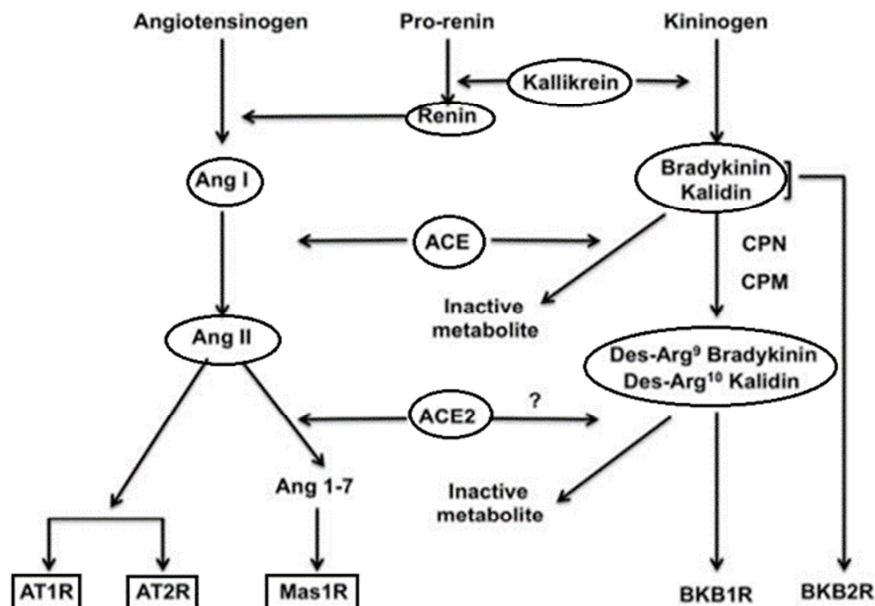 Angiotensinogen
Pro-renin
Kininogen
Kallikrein
Renin
Ang I
Bradykinin
Kalidin
ACE
CPN
CPM
Inactive
metabolite
Ang II
Des-Arg⁹ Bradykinin
Des-Arg¹⁰ Kalidin
ACE2
?
Ang 1-7
Inactive
metabolite
AT1R
AT2R
Mas1R
BKB1R
BKB2R